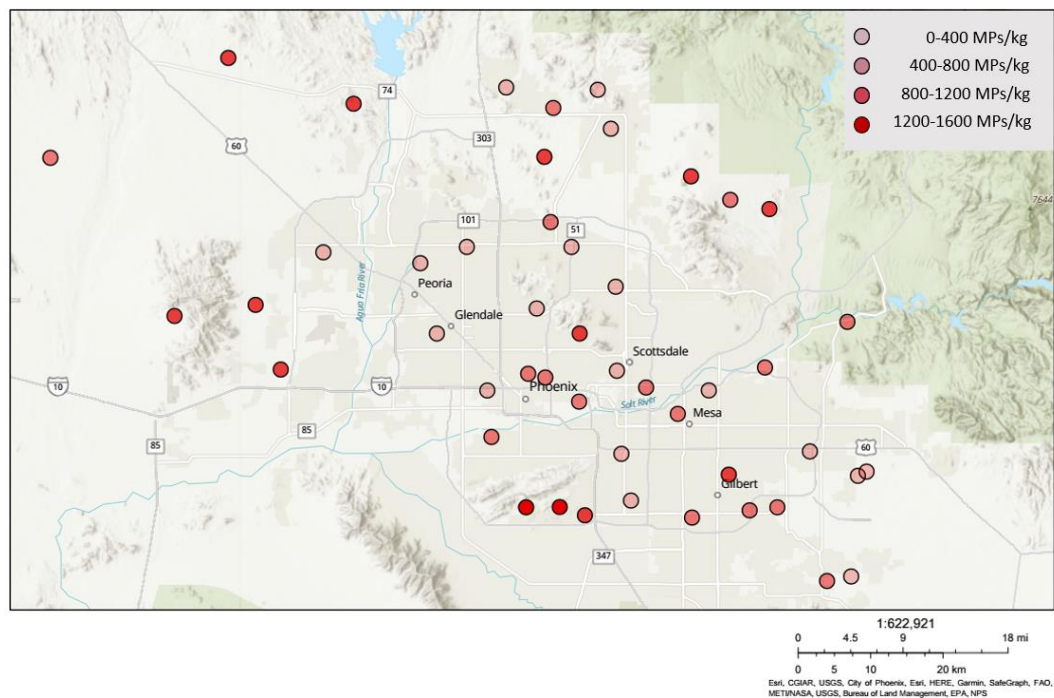 0-400 MPs/kg
400-800 MPs/kg
800-1200 MPs/kg
1200-1600 MPs/kg
74
303
60
7644
101
51
Agua Fria River
Peoria
Glendale
Scottsdale
10
10
Phoenix
Salt River
Mesa
85
85
60
Gilbert
347
1:622,921
0 4.5 9 18 mi
0 5 10 20 km
Esri, CGIAR, USGS, City of Phoenix, Esri, HERE, Garmin, SafeGraph, FAO,
METI/NASA, USGS, Bureau of Land Management, EPA, NPS